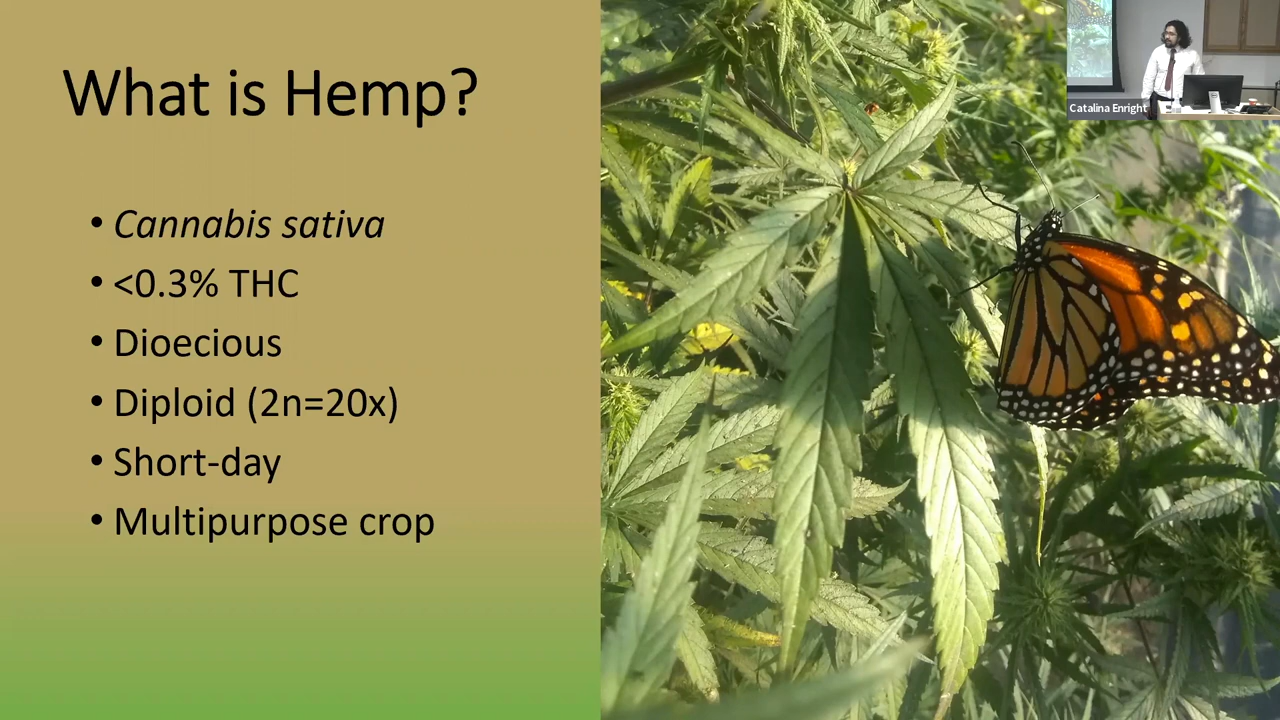 What is Hemp?
• Cannabis sativa
• <0.3% THC
• Dioecious
• Diploid (2n=20x)
• Short-day
• Multipurpose crop
Catalina Enright